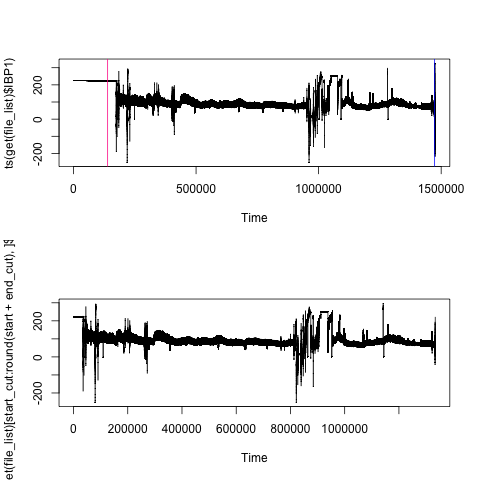 ts(get(file_list)$IBP1)
200
0
-200
0 500000 1000000 1500000
Time
et(file_list)[start_cut:round(start + end_cut), ]$
200
0
-200
0 200000 400000 600000 800000 1000000
Time